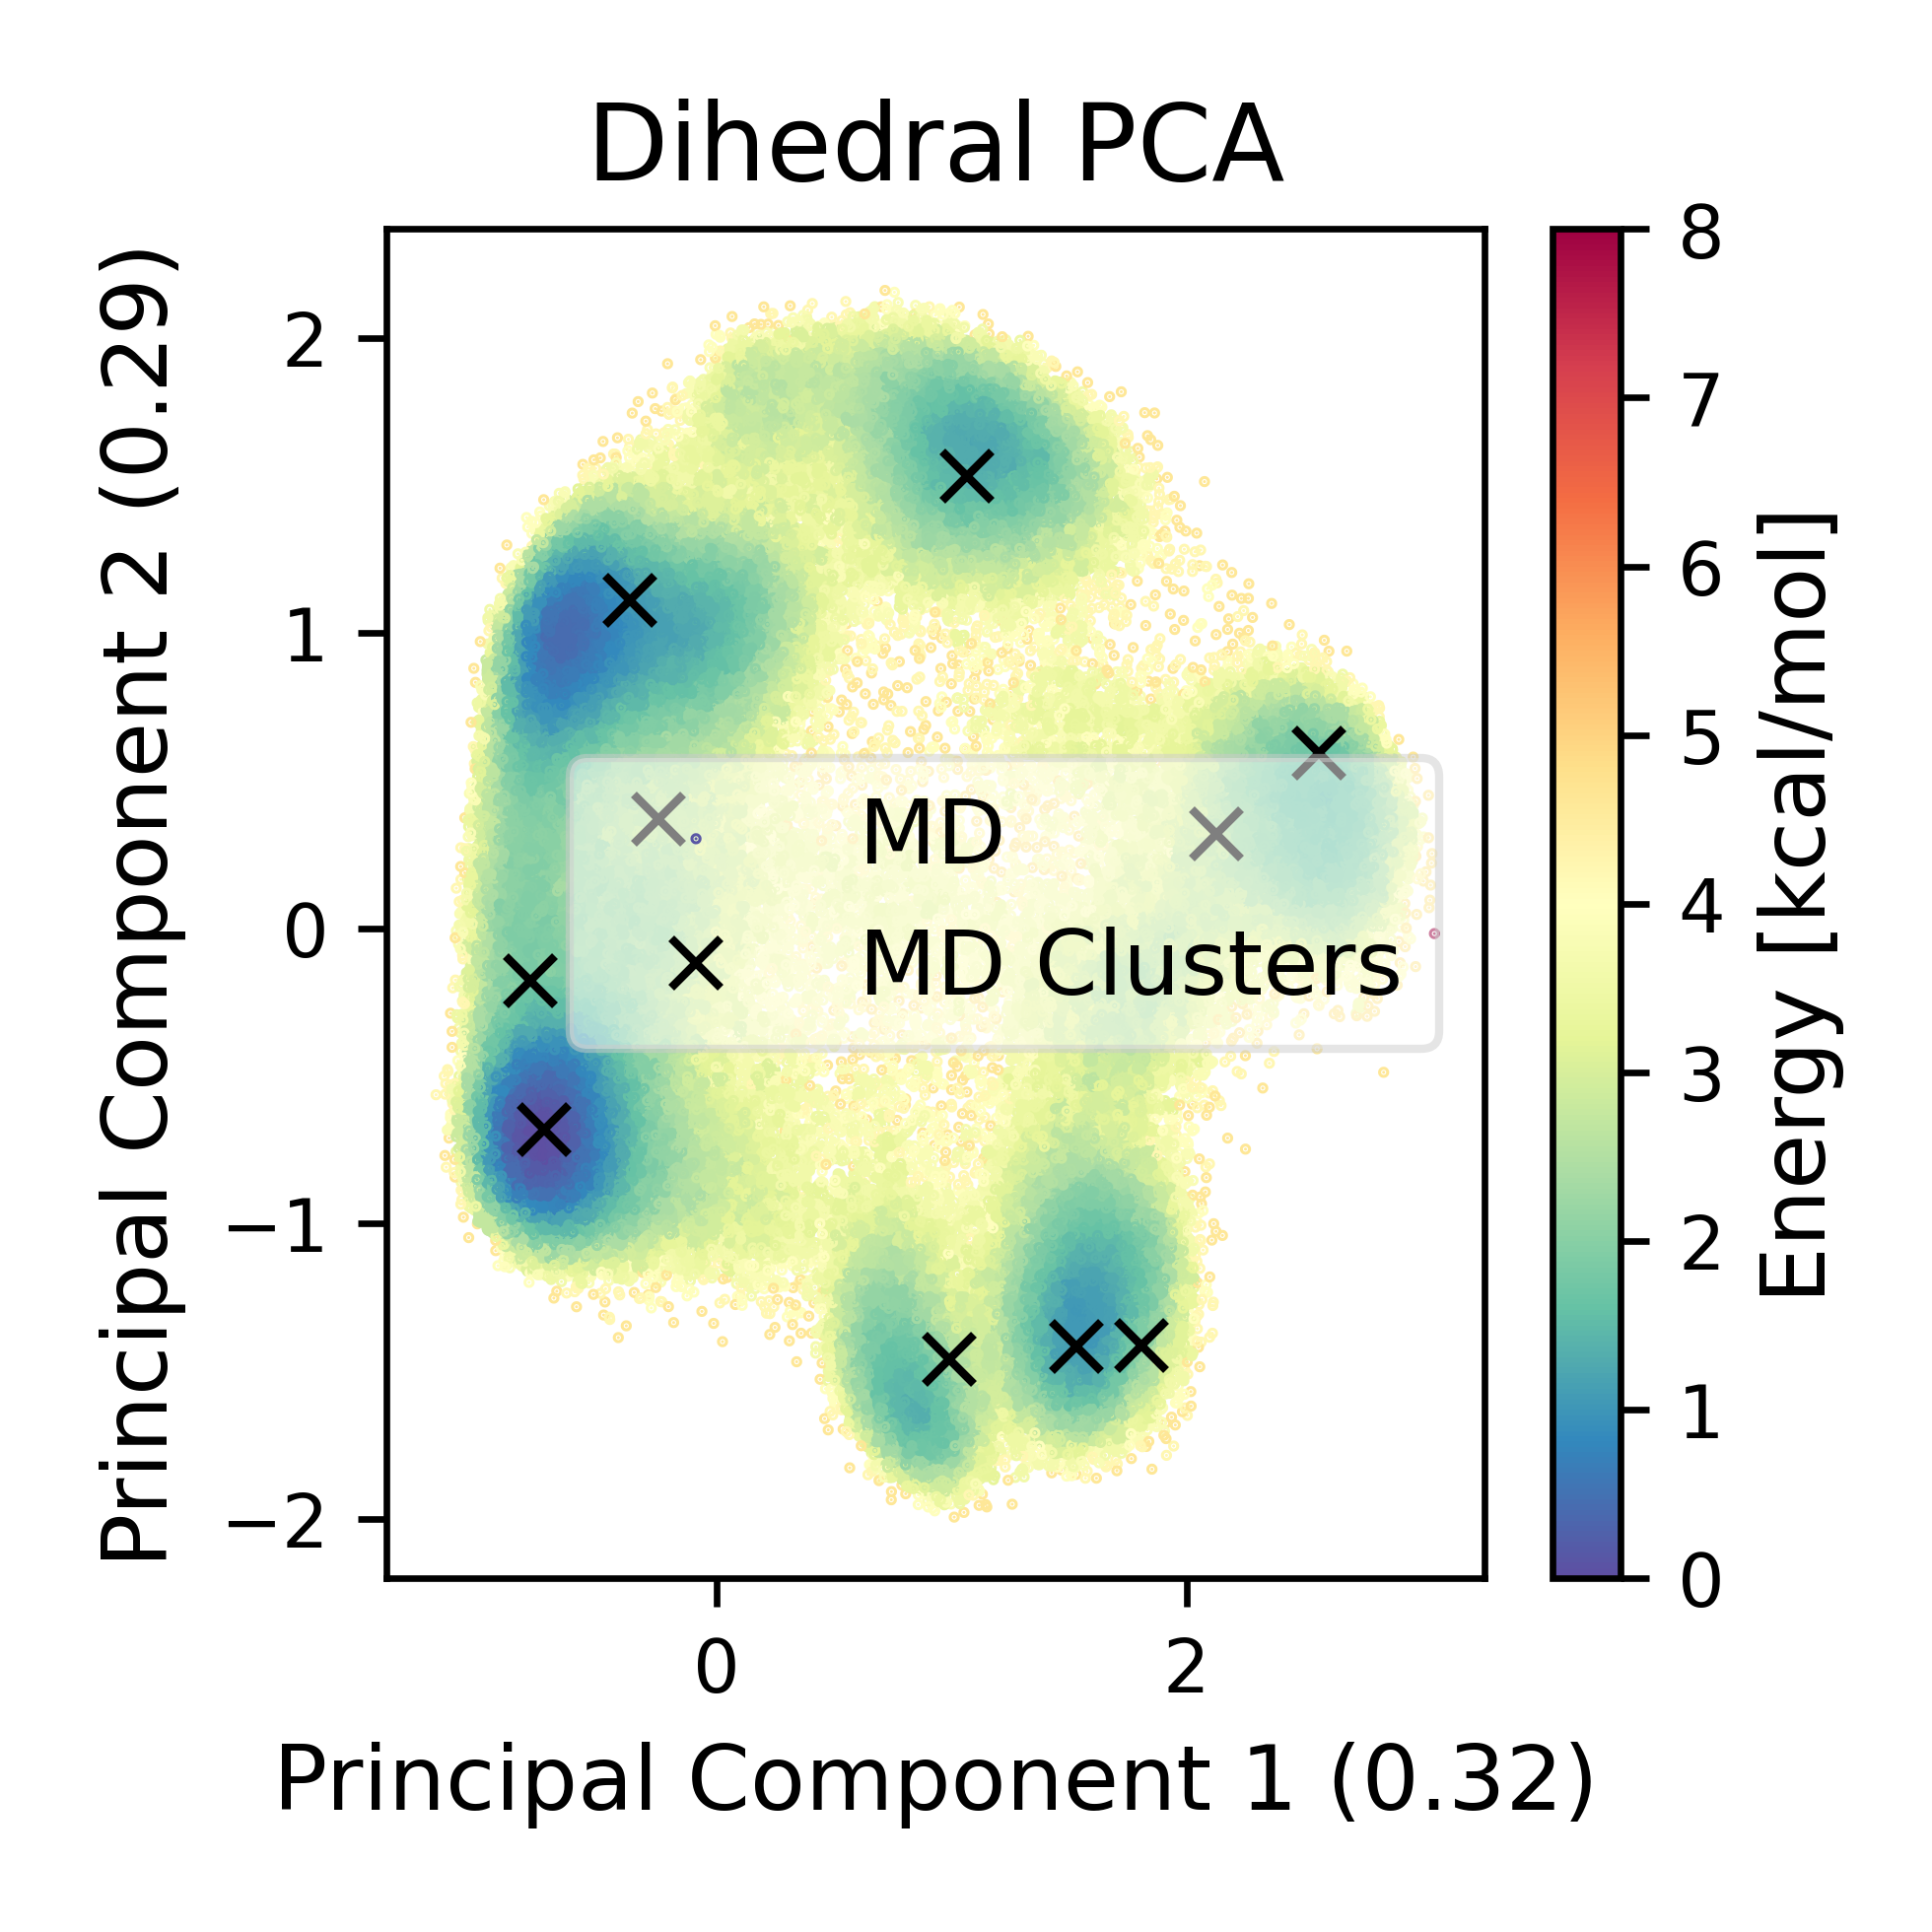 Dihedral PCA
Principal Component 2 (0.29)
2
1
0
−1
−2
MD
MD Clusters
0
2
Principal Component 1 (0.32)
8
7
6
5
4
3
2
1
0
Energy [kcal/mol]